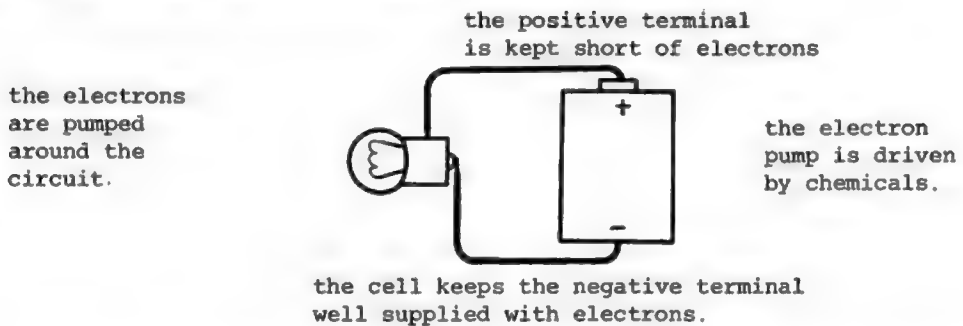 the positive terminal
is kept short of electrons
the electrons
are pumped
around the
circuit.
+
the electron
pump is driven
by chemicals.
-
the cell keeps the negative terminal
well supplied with electrons.